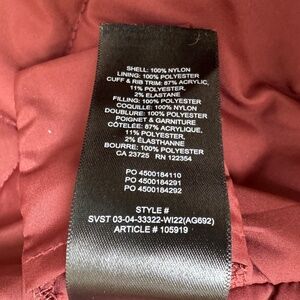 SHELL: 100% NYLON
LINING: 100% POLYESTER
CUFF & RIB TRIM: 87% ACRYLIC,
11% POLYESTER,
2% ELASTANE
FILLING: 100% POLYESTER
COQUILLE: 100% NYLON
DOUBLURE: 100% POLYESTER
POIGNET & GARNITURE
CÔTELÉE: 87% ACRYLIQUE,
11% POLYESTER,
2% ÉLASTHANNE
BOURRE: 100% POLYESTER
CA 23725 RN 122354
PO 4500184110
PO 4500184291
PO 4500184292
STYLE #
SVST 03-04-33322-WI22(AG692)
ARTICLE # 105919